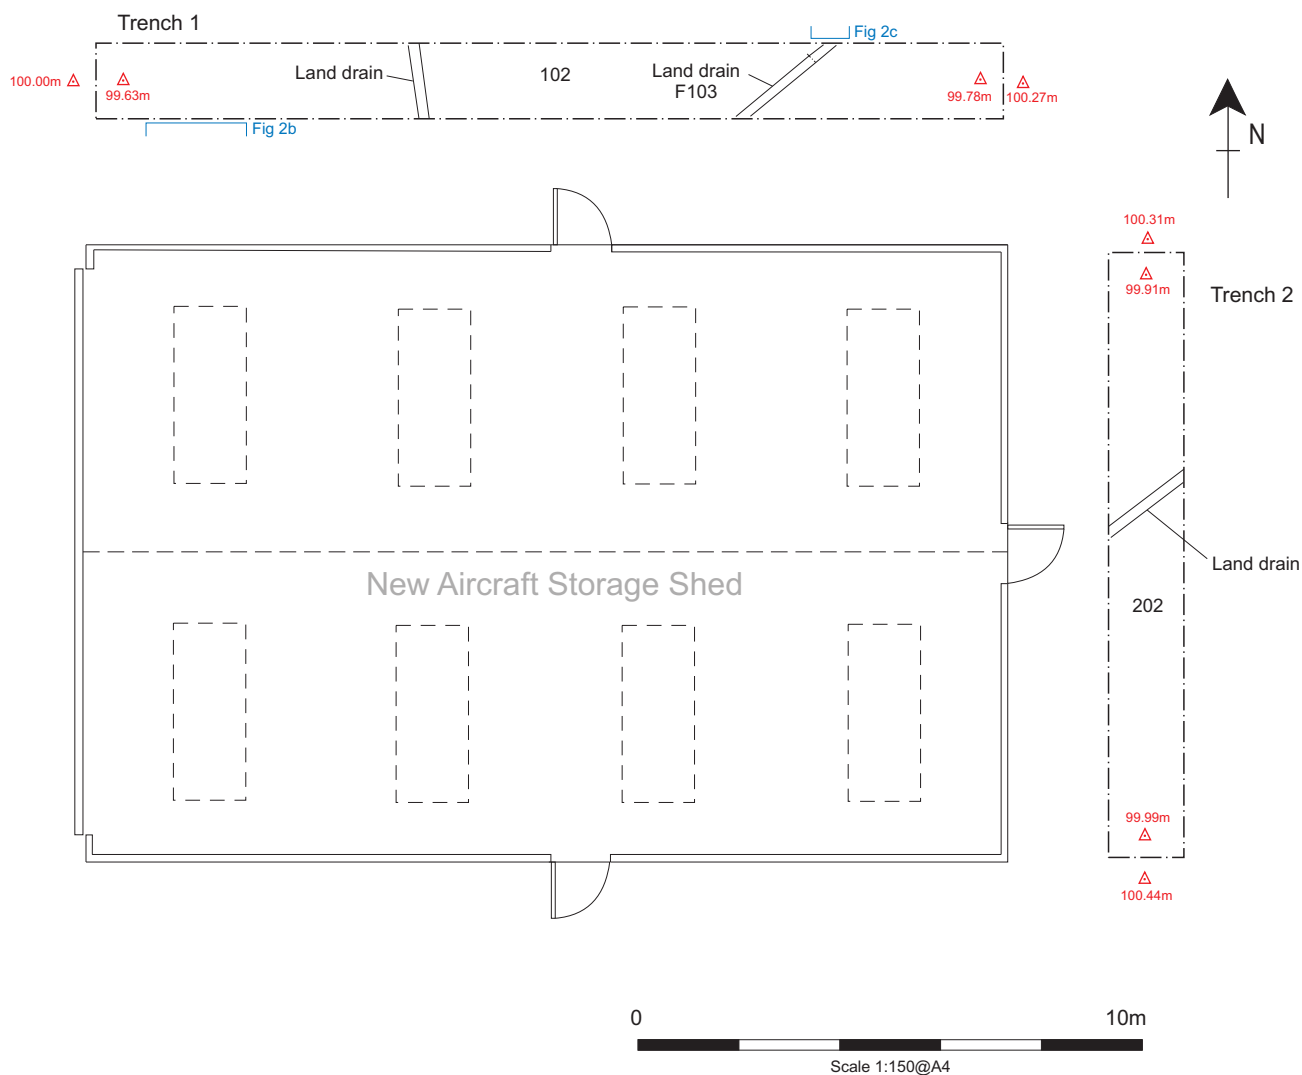 Trench 1
Fig 2c
Land drain
102
Land drain
F103
100.00m
99.63m
99.78m
100.27m
Fig 2b
N
100.31m
99.91m
Trench 2
Land drain
New Aircraft Storage Shed
202
99.99m
100.44m
0
10m
Scale 1:150@A4